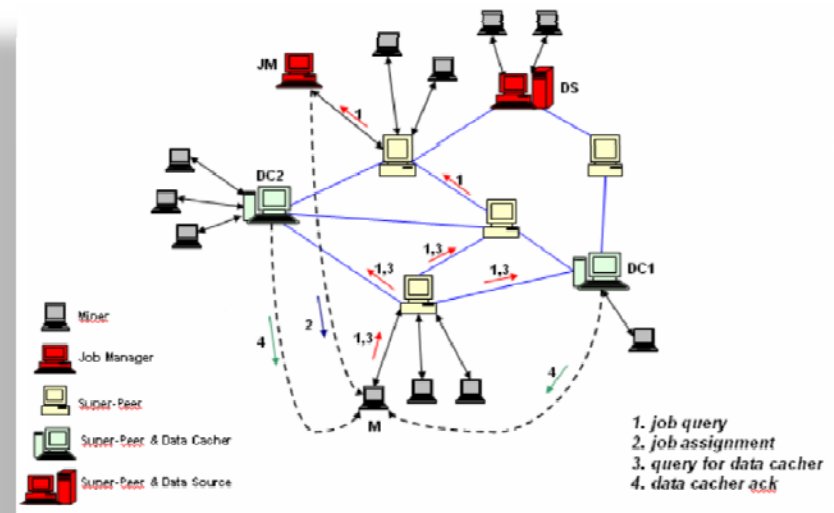 JM
DS
1
DC2
1
1,3
1,3
1,3
DC1
2
1,3
4
4
M
Miner
Job Manager
Super-Peer
Super-Peer & Data Cacher
Super-Peer & Data Source
1. job query
2. job assignment
3. query for data cacher
4. data cacher ack